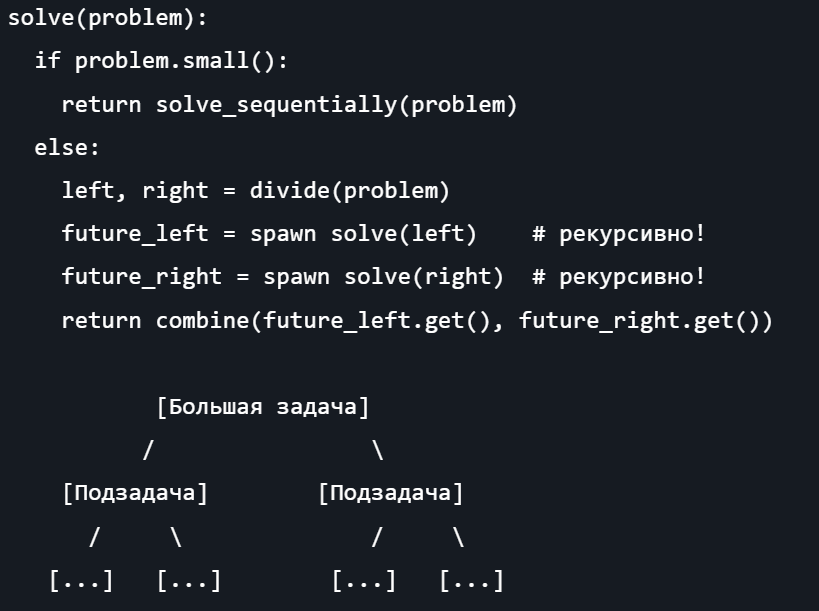 solve(problem):
  if problem.small():
    return solve_sequentially(problem)
  else:
    left, right = divide(problem)
    future_left = spawn solve(left)    # рекурсивно!
    future_right = spawn solve(right)  # рекурсивно!
    return combine(future_left.get(), future_right.get())

           [Большая задача]
          /                \
    [Подзадача]        [Подзадача]
      /     \              /     \
   [...]   [...]        [...]   [...]